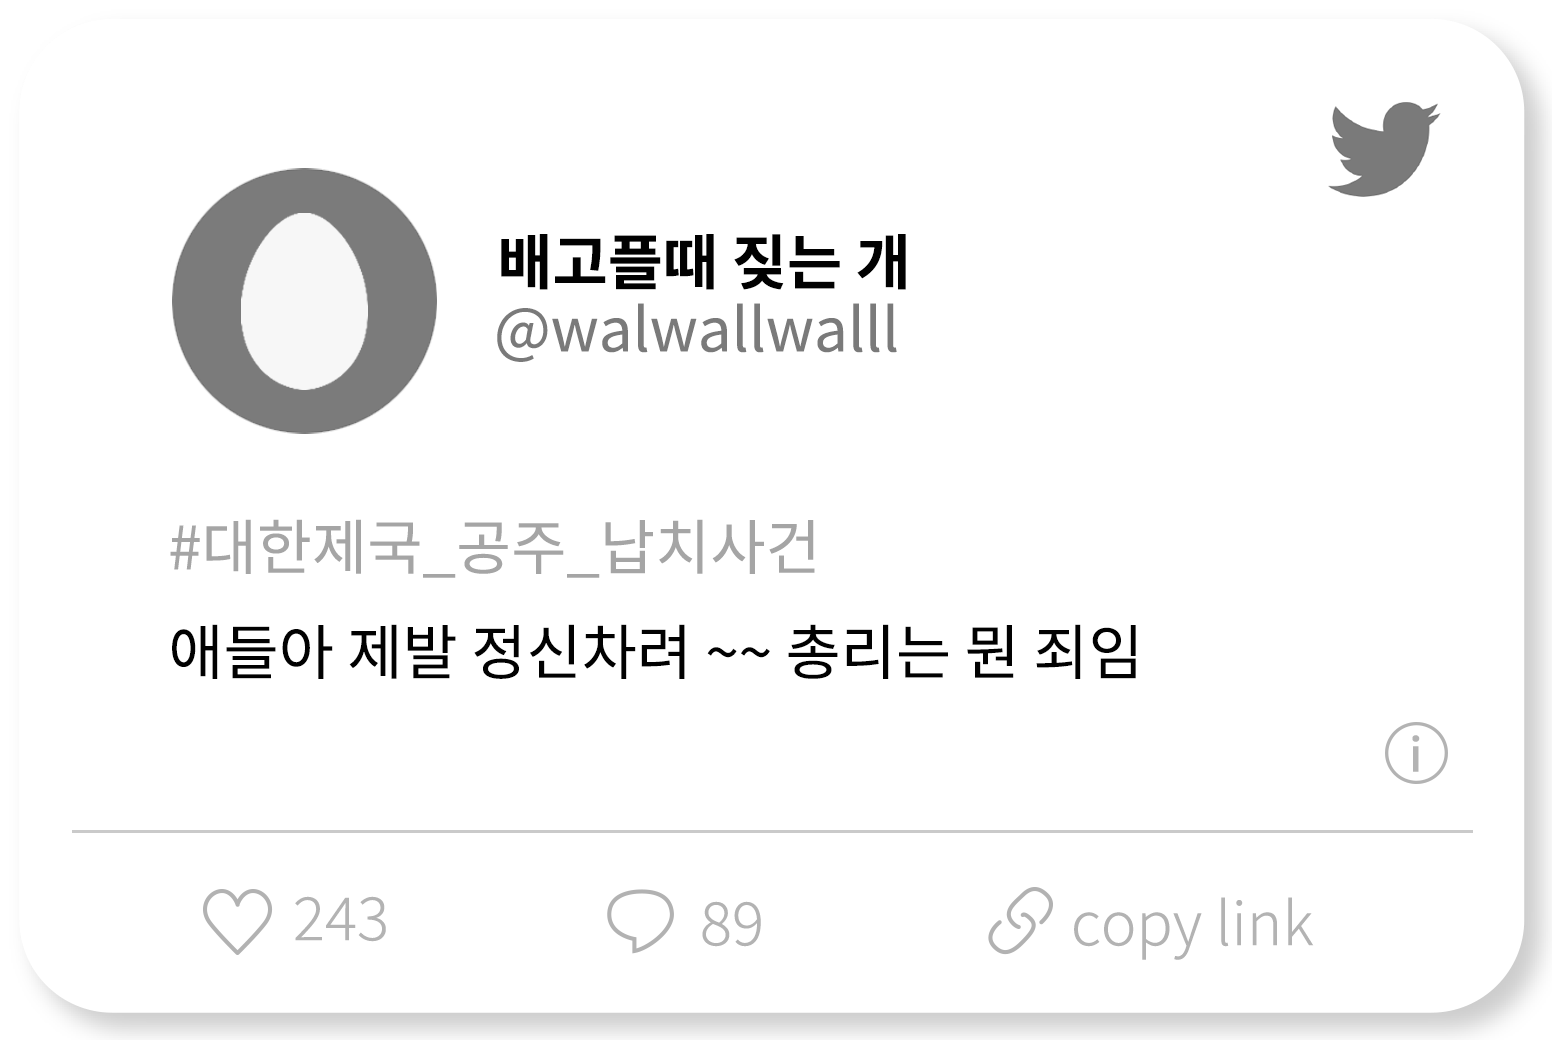 배고플때 짖는 개
@walwallwalll
#대한제국_공주_납치사건
얘들아 제발 정신차려 ~~ 총리는 뭔 죄임
243 89 copy link